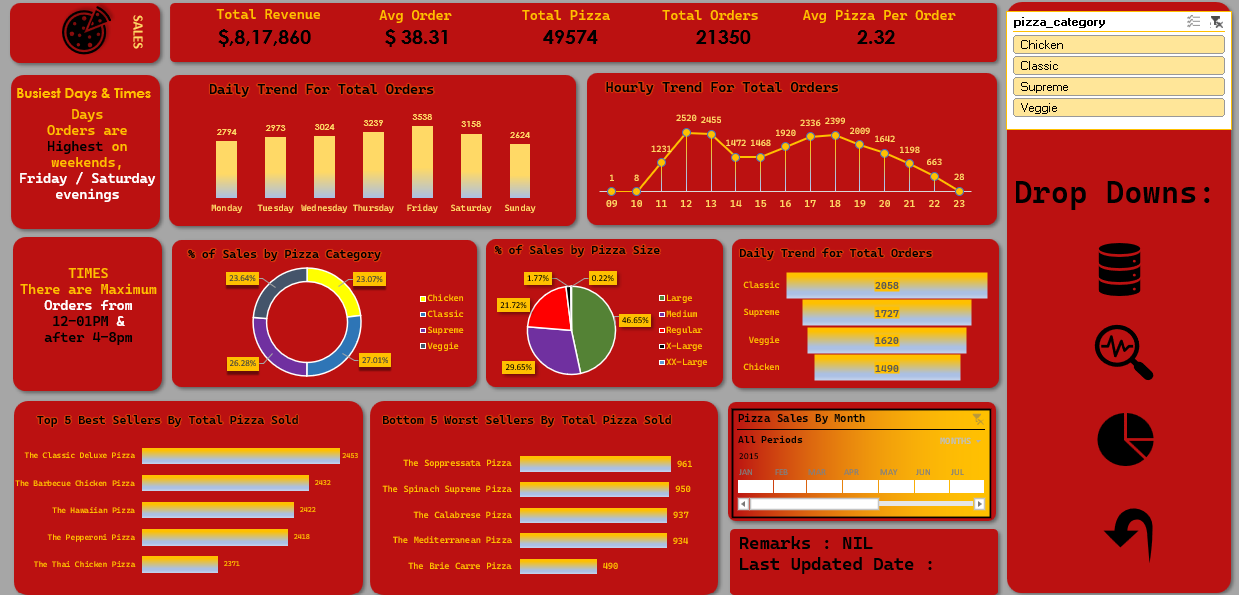 SALES
Total Revenue
$,8,17,860
Avg Order
$ 38.31
Total Pizza
49574
Total Orders
21350
Avg Pizza Per Order
2.32
pizza_category
Chicken
Classic
Supreme
Veggie
Busiest Days & Times
Days
Orders are
Highest on
weekends,
Friday / Saturday
evenings
Daily Trend For Total Orders
2794
2973
3024
3239
3538
3158
2624
Monday
Tuesday
Wednesday
Thursday
Friday
Saturday
Sunday
Hourly Trend For Total Orders
1
8
1231
2520
2455
1472
1468
1920
2336
2399
2009
1642
1198
663
28
09
10
11
12
13
14
15
16
17
18
19
20
21
22
23
Drop Downs:
TIMES
There are Maximum
Orders from
12-01PM &
after 4-8pm
% of Sales by Pizza Category
23.64%
23.07%
26.28%
27.01%
Chicken
Classic
Supreme
Veggie
% of Sales by Pizza Size
1.77%
0.22%
21.72%
46.65%
29.65%
Large
Medium
Regular
X-Large
XX-Large
Daily Trend for Total Orders
Classic 2058
Supreme 1727
Veggie 1620
Chicken 1490
Top 5 Best Sellers By Total Pizza Sold
The Classic Deluxe Pizza 2453
The Barbecue Chicken Pizza 2432
The Hawaiian Pizza 2422
The Pepperoni Pizza 2418
The Thai Chicken Pizza 2371
Bottom 5 Worst Sellers By Total Pizza Sold
The Soppressata Pizza 961
The Spinach Supreme Pizza 950
The Calabrese Pizza 937
The Mediterranean Pizza 934
The Brie Carre Pizza 490
Pizza Sales By Month
All Periods
MONTHS
2015
JAN FEB MAR APR MAY JUN JUL
Remarks : NIL
Last Updated Date :